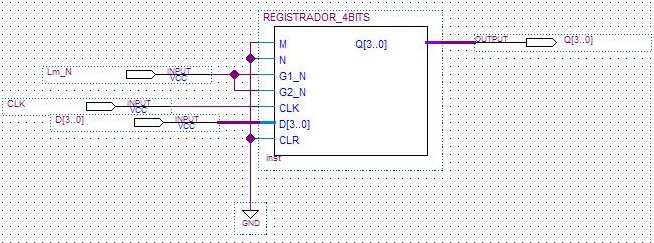 REGISTRADOR_4BITS
M Q[3..0] OUTPUT Q[3..0]
N
Lm_N INPUT VCC G1_N
G2_N
CLK INPUT VCC CLK
D[3..0] INPUT VCC D[3..0]
CLR
inst
GND